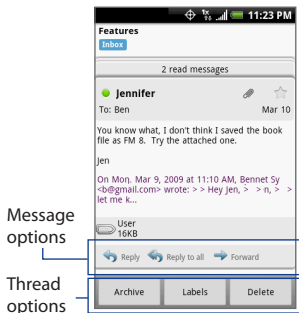 1x
11:23 PM
Features
Inbox
2 read messages
Jennifer
To: Ben
Mar 10
You know what, I don't think I saved the book
file as FM 8.  Try the attached one.
Jen
On Mon. Mar 9, 2009 at 11:10 AM, Bennet Sy
<b@gmail.com> wrote: > > Hey Jen, >   > n, >   >
let me k...
User
16KB
Message
options
Reply
Reply to all
Forward
Thread
options
Archive
Labels
Delete